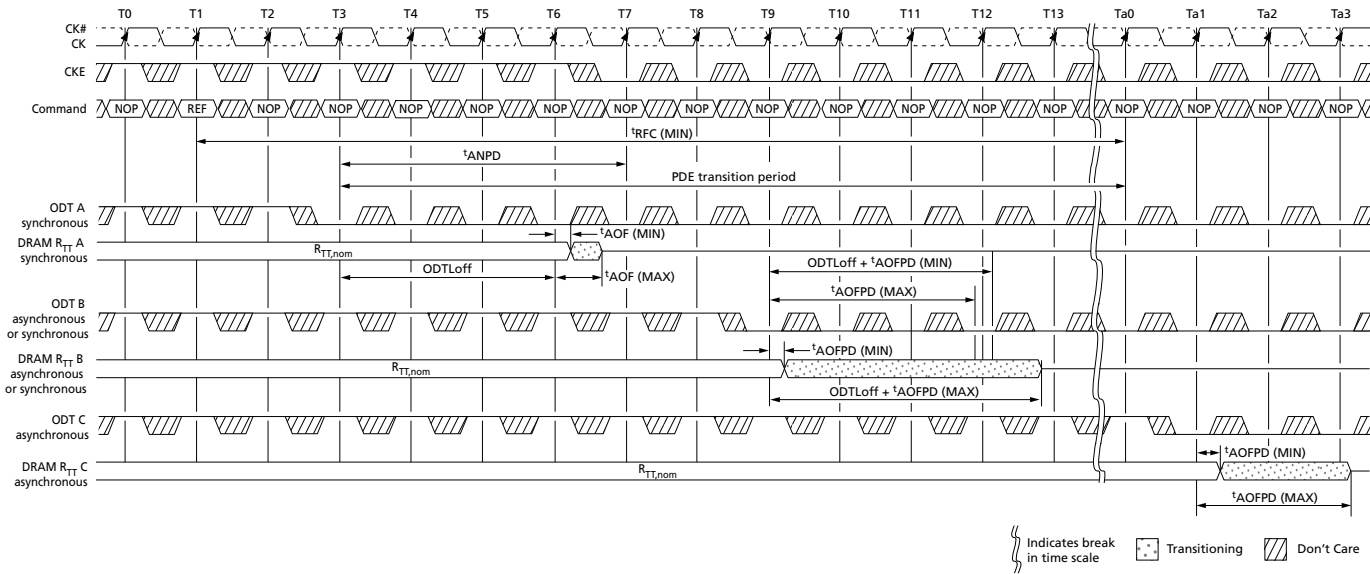 T0 T1 T2 T3 T4 T5 T6 T7 T8 T9 T10 T11 T12 T13 Ta0 Ta1 Ta2 Ta3
CK#
CK
CKE
Command NOP REF NOP NOP NOP NOP NOP NOP NOP NOP NOP NOP NOP NOP NOP NOP NOP NOP
tRFC (MIN)
tANPD
PDE transition period
ODT A
synchronous
tAOF (MIN)
DRAM RTT A
synchronous
RTT,nom
ODTLoff
tAOF (MAX)
ODTLoff + tAOFPD (MIN)
tAOFPD (MAX)
ODT B
asynchronous
or synchronous
tAOFPD (MIN)
DRAM RTT B
asynchronous
or synchronous
RTT,nom
ODTLoff + tAOFPD (MAX)
ODT C
asynchronous
tAOFPD (MIN)
DRAM RTT C
asynchronous
RTT,nom
tAOFPD (MAX)
Indicates break
in time scale
Transitioning
Don't Care